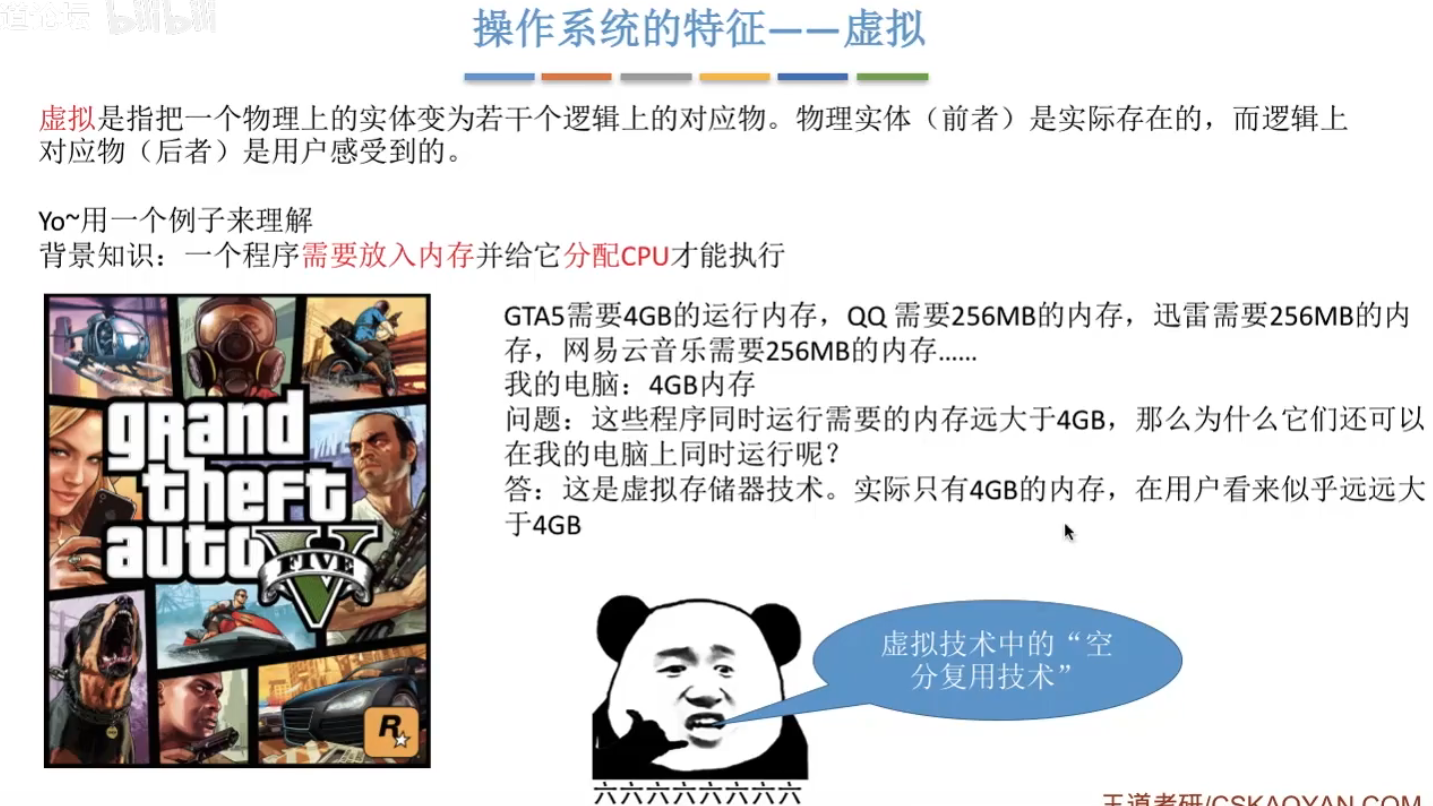 道论坛 bilibili
操作系统的特征——虚拟
虚拟是指把一个物理上的实体变为若干个逻辑上的对应物。物理实体（前者）是实际存在的，而逻辑上
对应物（后者）是用户感受到的。
Yo~用一个例子来理解
背景知识：一个程序需要放入内存并给它分配CPU才能执行
grand
theft
auto
V
FIVE
R
GTA5需要4GB的运行内存，QQ 需要256MB的内存，迅雷需要256MB的内
存，网易云音乐需要256MB的内存……
我的电脑：4GB内存
问题：这些程序同时运行需要的内存远大于4GB，那么为什么它们还可以
在我的电脑上同时运行呢？
答：这是虚拟存储器技术。实际只有4GB的内存，在用户看来似乎远远大
于4GB
虚拟技术中的“空
分复用技术”
六六六六六六六六
王道考研/CSKAOYAN.COM